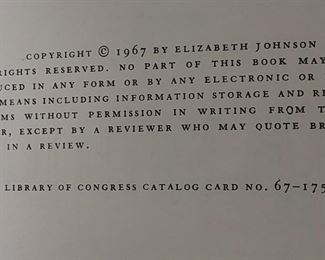 COPYRIGHT © 1967 BY ELIZABETH JOHNSON
RIGHTS RESERVED. NO PART OF THIS BOOK MAY
UCED IN ANY FORM OR BY ANY ELECTRONIC OR
MEANS INCLUDING INFORMATION STORAGE AND RE
MS WITHOUT PERMISSION IN WRITING FROM T
R, EXCEPT BY A REVIEWER WHO MAY QUOTE BR
IN A REVIEW.
LIBRARY OF CONGRESS CATALOG CARD NO. 67-175